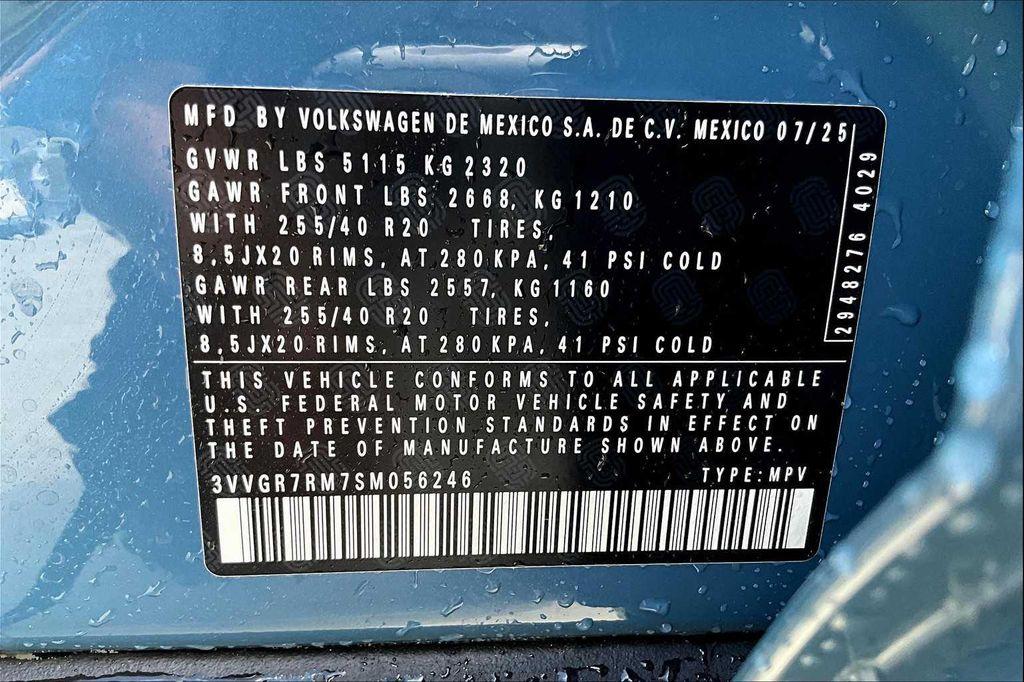 MFD BY VOLKSWAGEN DE MEXICO S.A. DE C.V. MEXICO 07/25
GVWR LBS 5115 KG 2320
GAWR FRONT LBS 2668, KG 1210
WITH 255/40 R20 TIRES,
8,5JX20 RIMS, AT 280 KPA, 41 PSI COLD
GAWR REAR LBS 2557, KG 1160
WITH 255/40 R20 TIRES,
8,5JX20 RIMS, AT 280 KPA, 41 PSI COLD
2948276 4029
THIS VEHICLE CONFORMS TO ALL APPLICABLE
U.S. FEDERAL MOTOR VEHICLE SAFETY AND
THEFT PREVENTION STANDARDS IN EFFECT ON
THE DATE OF MANUFACTURE SHOWN ABOVE.
3VVGR7RM7SM056246 TYPE: MPV